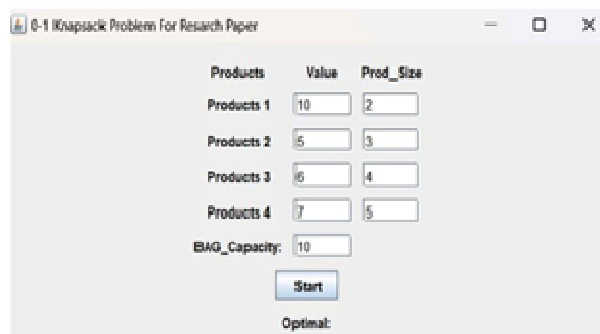 0-1 Knapsack Problem For Resarch Paper
Products Value Prod_Size
Products 1 10 2
Products 2 5 3
Products 3 6 4
Products 4 7 5
BAG_Capacity: 10
Start
Optimal: